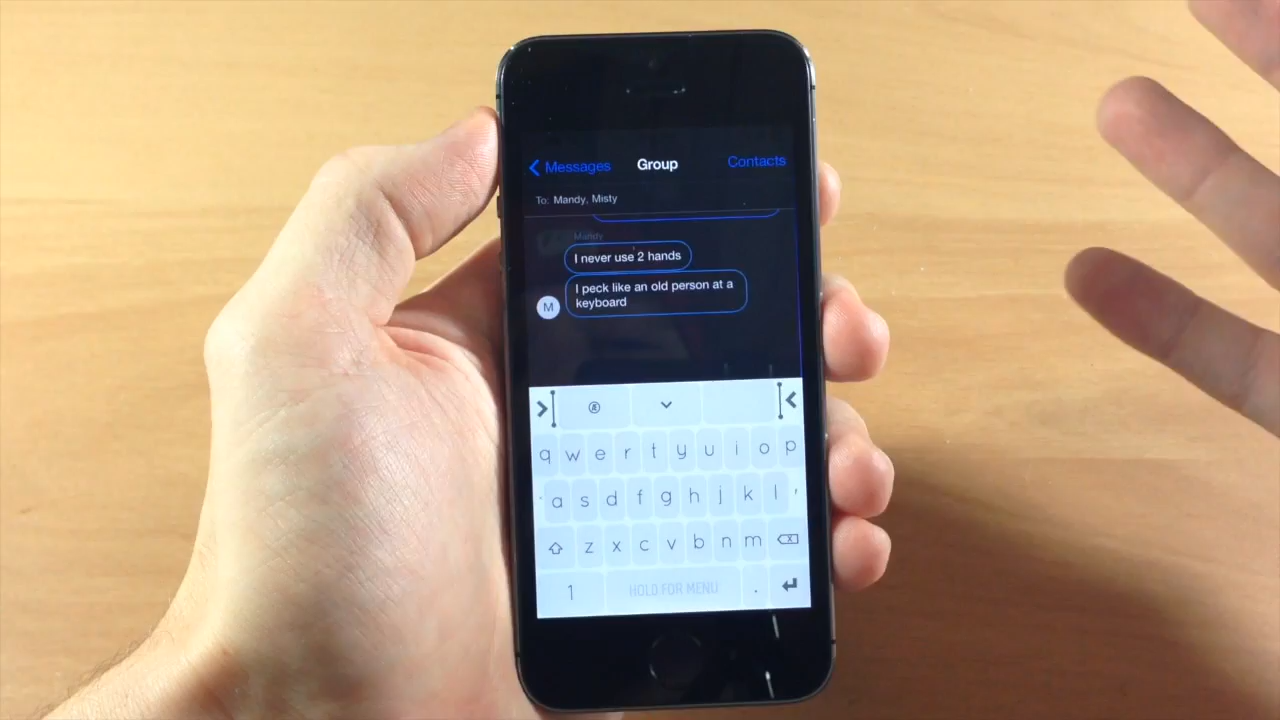 Messages Group Contacts
To: Mandy, Misty
Mandy
I never use 2 hands
I peck like an old person at a
keyboard
M
q w e r t y u i o p
a s d f g h j k l '
z x c v b n m
1 HOLD FOR MENU .